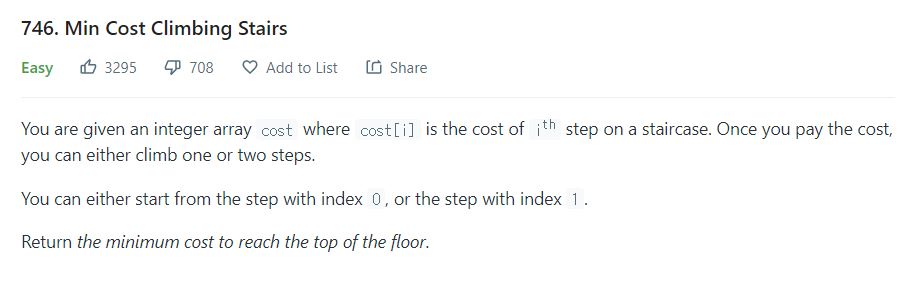 746. Min Cost Climbing Stairs
Easy 3295 708 Add to List Share
You are given an integer array cost where cost[i] is the cost of ith step on a staircase. Once you pay the cost,
you can either climb one or two steps.
You can either start from the step with index 0, or the step with index 1.
Return the minimum cost to reach the top of the floor.